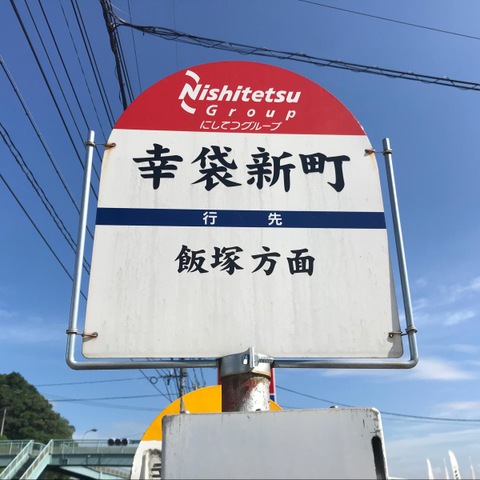 Nishitetsu
Group
にしてつグループ
幸袋新町
行先
飯塚方面